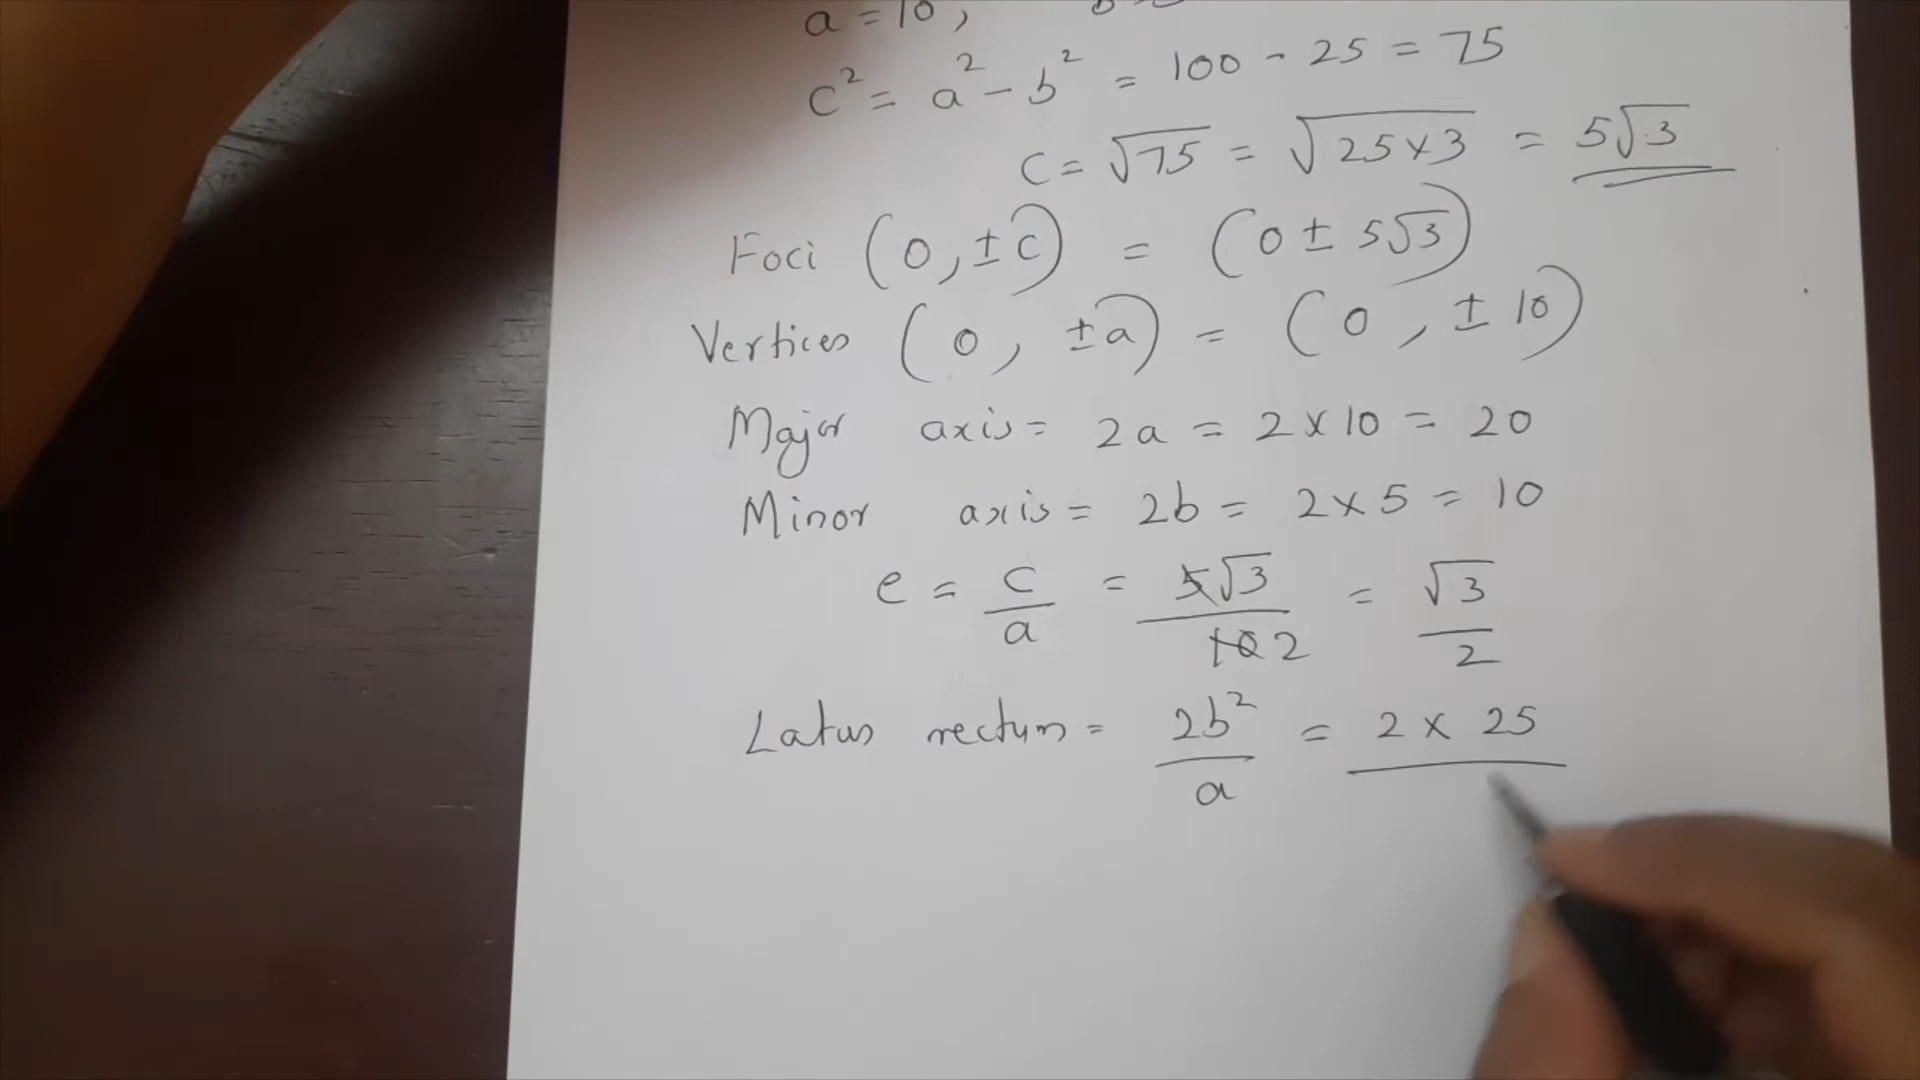 a = 10,
c² = a² - b² = 100 - 25 = 75
c = √75 = √25×3 = 5√3
Foci (0, ±c) = (0 ± 5√3)
Vertices (0, ±a) = (0, ±10)
Major axis = 2a = 2×10 = 20
Minor axis = 2b = 2×5 = 10
e = c/a = 5√3/10 2 = √3/2
Latus rectum = 2b²/a = 2 × 25